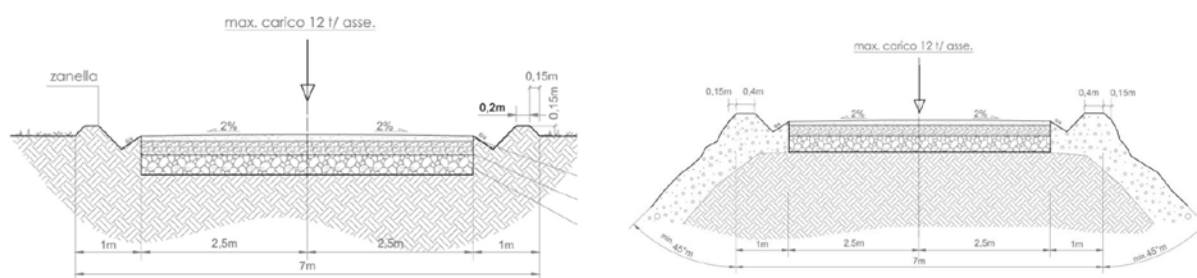 max. carico 12 t/ asse.
zanella
0,15m
0,2m
0,15m
2%
2%
1m
2,5m
2,5m
1m
7m
max. carico 12 t/ asse.
0,15m
0,4m
0,4m
0,15m
2%
2%
min.45°m
1m
2,5m
2,5m
1m
min.45°m
7m